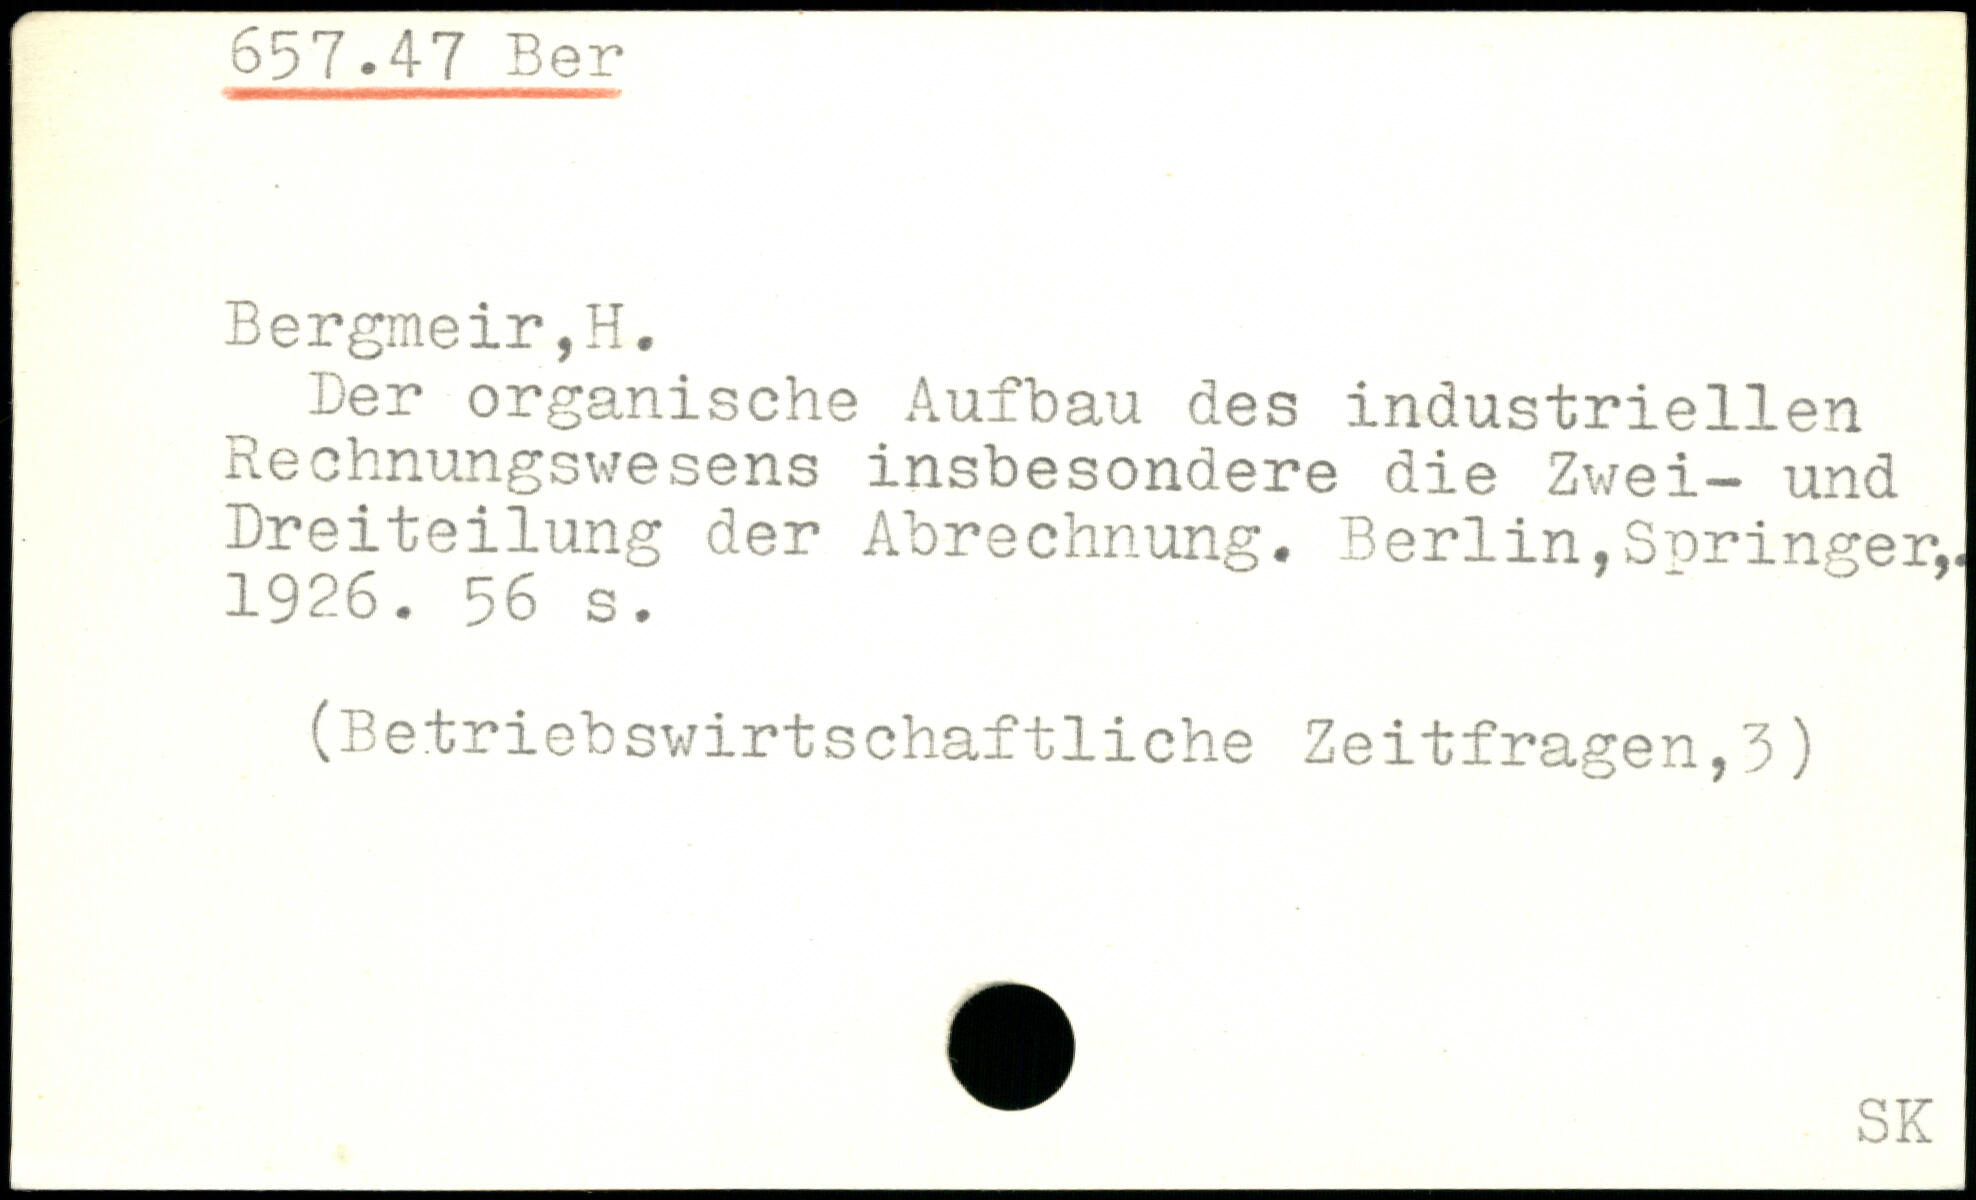 657.47 Ber
Bergmeir,H.
Der organische Aufbau des industriellen
Rechnungswesens insbesondere die Zwei- und
Dreiteilung der Abrechnung. Berlin,Springer,.
1926. 56 s.
(Betriebswirtschaftliche Zeitfragen,3)
SK